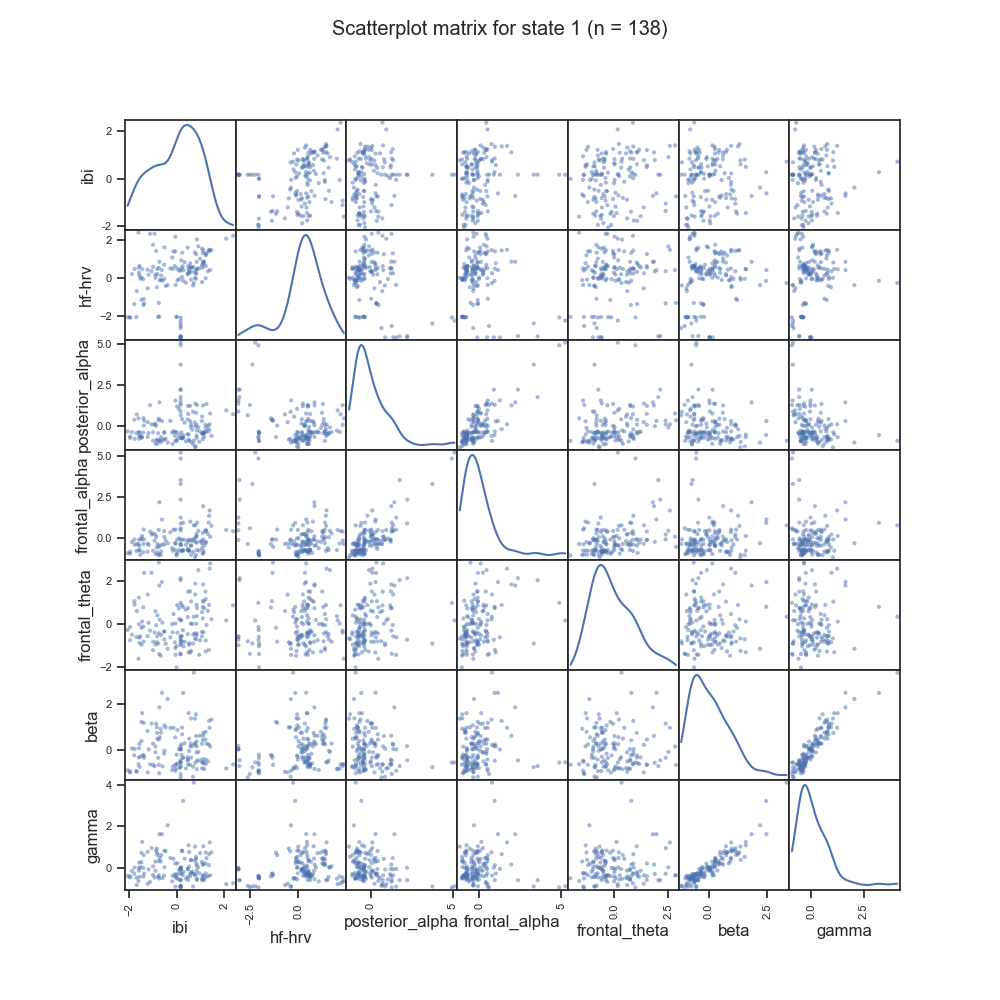 Scatterplot matrix for state 1 (n = 138)
ibi
2
0
-2
hf-hrv
2
0
−2
posterior_alpha
5.0
2.5
0.0
frontal_alpha
5.0
2.5
0.0
frontal_theta
2
0
−2
beta
2
0
gamma
4
2
0
−2 0 2 −2.5 0.0 0 5 0 5 0.0 2.5 0.0 2.5 0.0 2.5
ibi hf-hrv posterior_alpha frontal_alpha frontal_theta beta gamma